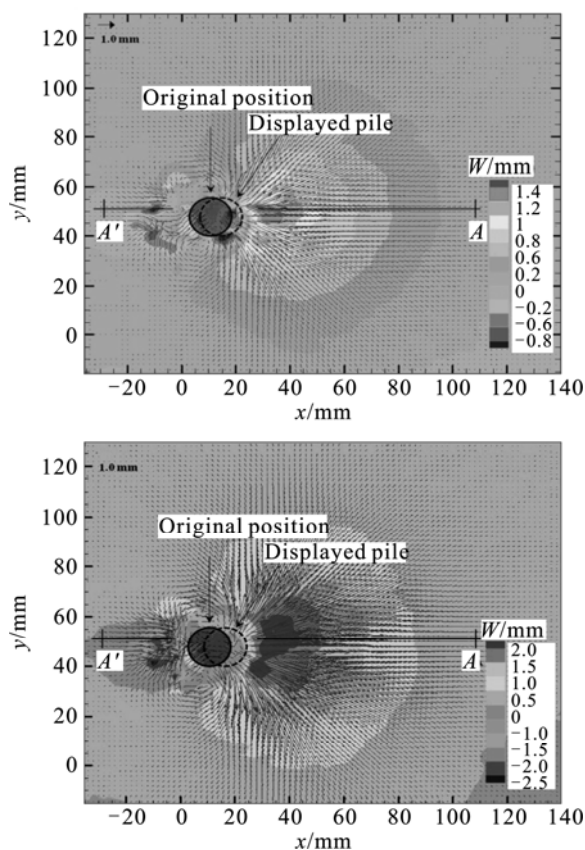 120
100
80
60
40
20
0
y/mm
1.0 mm
Original position
Displayed pile
A'
A
W/mm
1.4
1.2
1
0.8
0.6
0.2
0
−0.2
−0.6
−0.8
−20 0 20 40 60 80 100 120 140
x/mm
120
100
80
60
40
20
0
y/mm
1.0 mm
Original position
Displayed pile
A'
A
W/mm
2.0
1.5
1.0
0.5
0
−1.0
−1.5
−2.0
−2.5
−20 0 20 40 60 80 100 120 140
x/mm